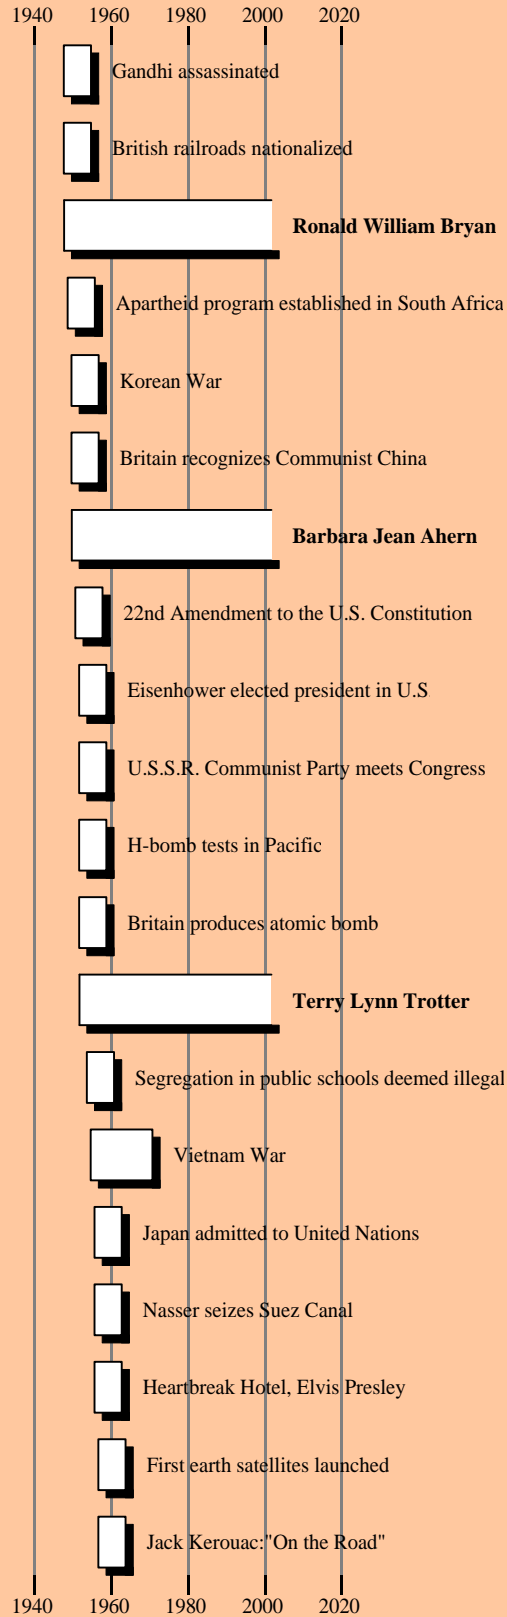 1940 1960 1980 2000 2020
Gandhi assassinated
British railroads nationalized
Ronald William Bryan
Apartheid program established in South Africa
Korean War
Britain recognizes Communist China
Barbara Jean Ahern
22nd Amendment to the U.S. Constitution
Eisenhower elected president in U.S
U.S.S.R. Communist Party meets Congress
H-bomb tests in Pacific
Britain produces atomic bomb
Terry Lynn Trotter
Segregation in public schools deemed illegal
Vietnam War
Japan admitted to United Nations
Nasser seizes Suez Canal
Heartbreak Hotel, Elvis Presley
First earth satellites launched
Jack Kerouac:"On the Road"
1940 1960 1980 2000 2020